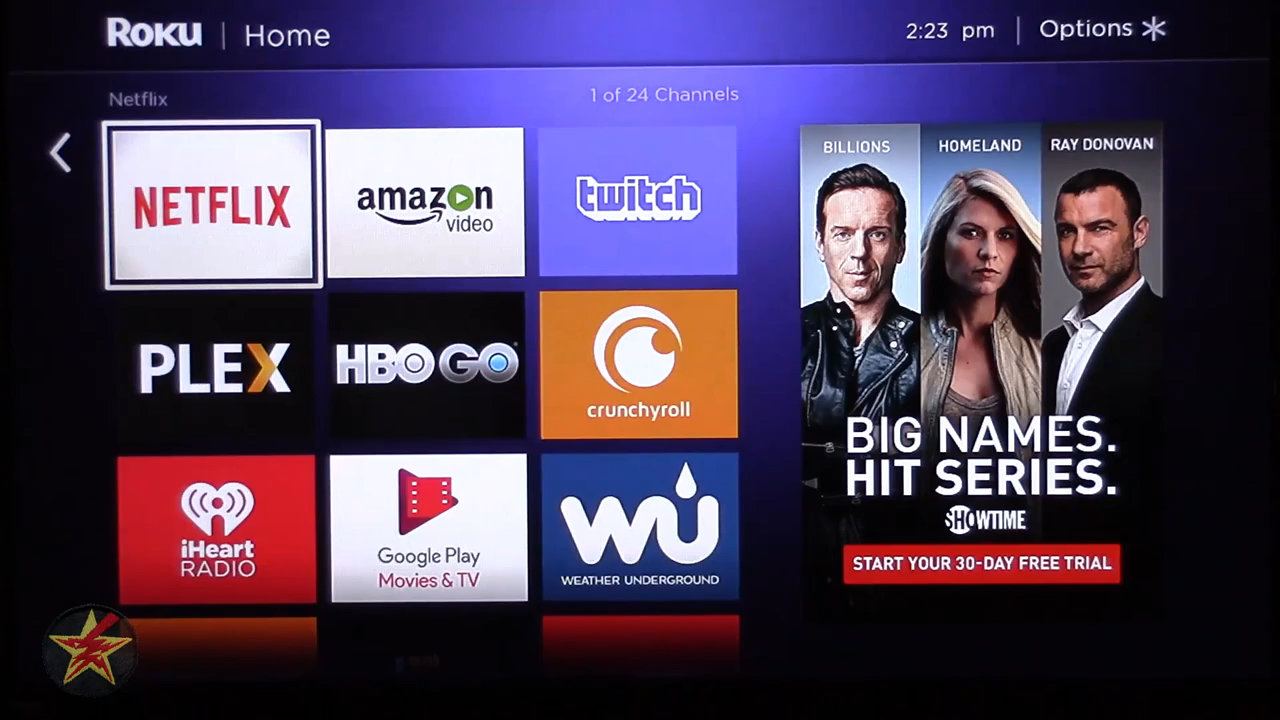 ROKU | Home
2:23 pm | Options
Netflix
1 of 24 Channels
NETFLIX
amazon
video
twitch
PLEX
HBO GO
crunchyroll
iHeart
RADIO
Google Play
Movies & TV
WU
WEATHER UNDERGROUND
BILLIONS
HOMELAND
RAY DONOVAN
BIG NAMES.
HIT SERIES.
SHOWTIME
START YOUR 30-DAY FREE TRIAL